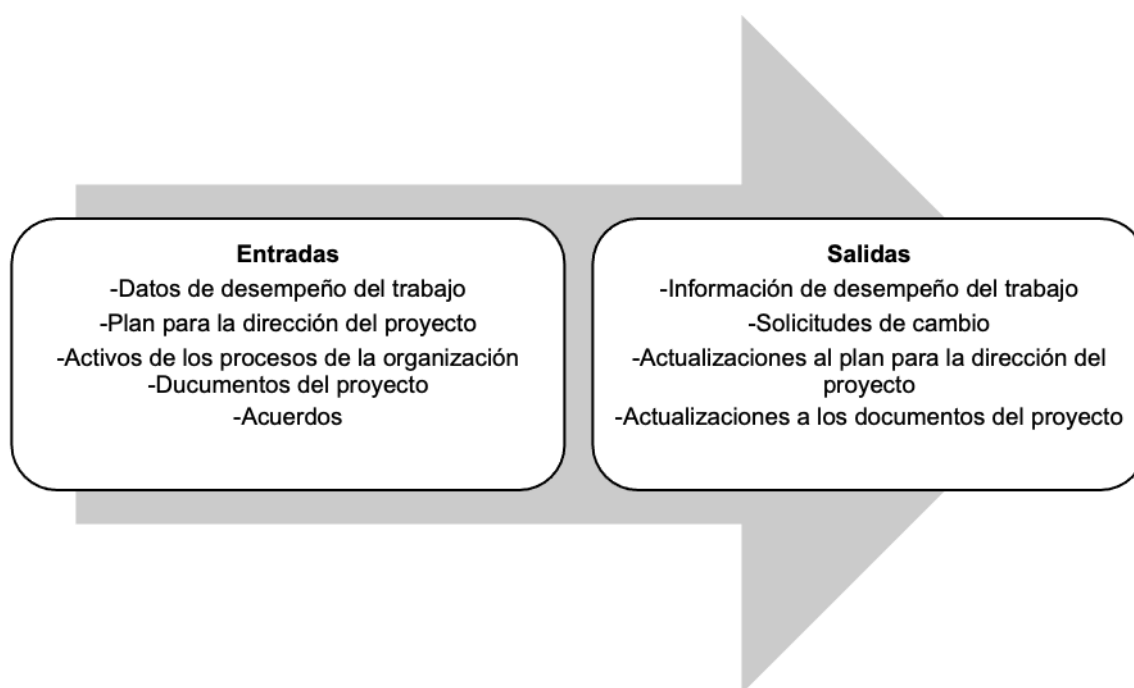 Entradas
-Datos de desempeño del trabajo
-Plan para la dirección del proyecto
-Activos de los procesos de la organización
-Ducumentos del proyecto
-Acuerdos
Salidas
-Información de desempeño del trabajo
-Solicitudes de cambio
-Actualizaciones al plan para la dirección del
proyecto
-Actualizaciones a los documentos del proyecto